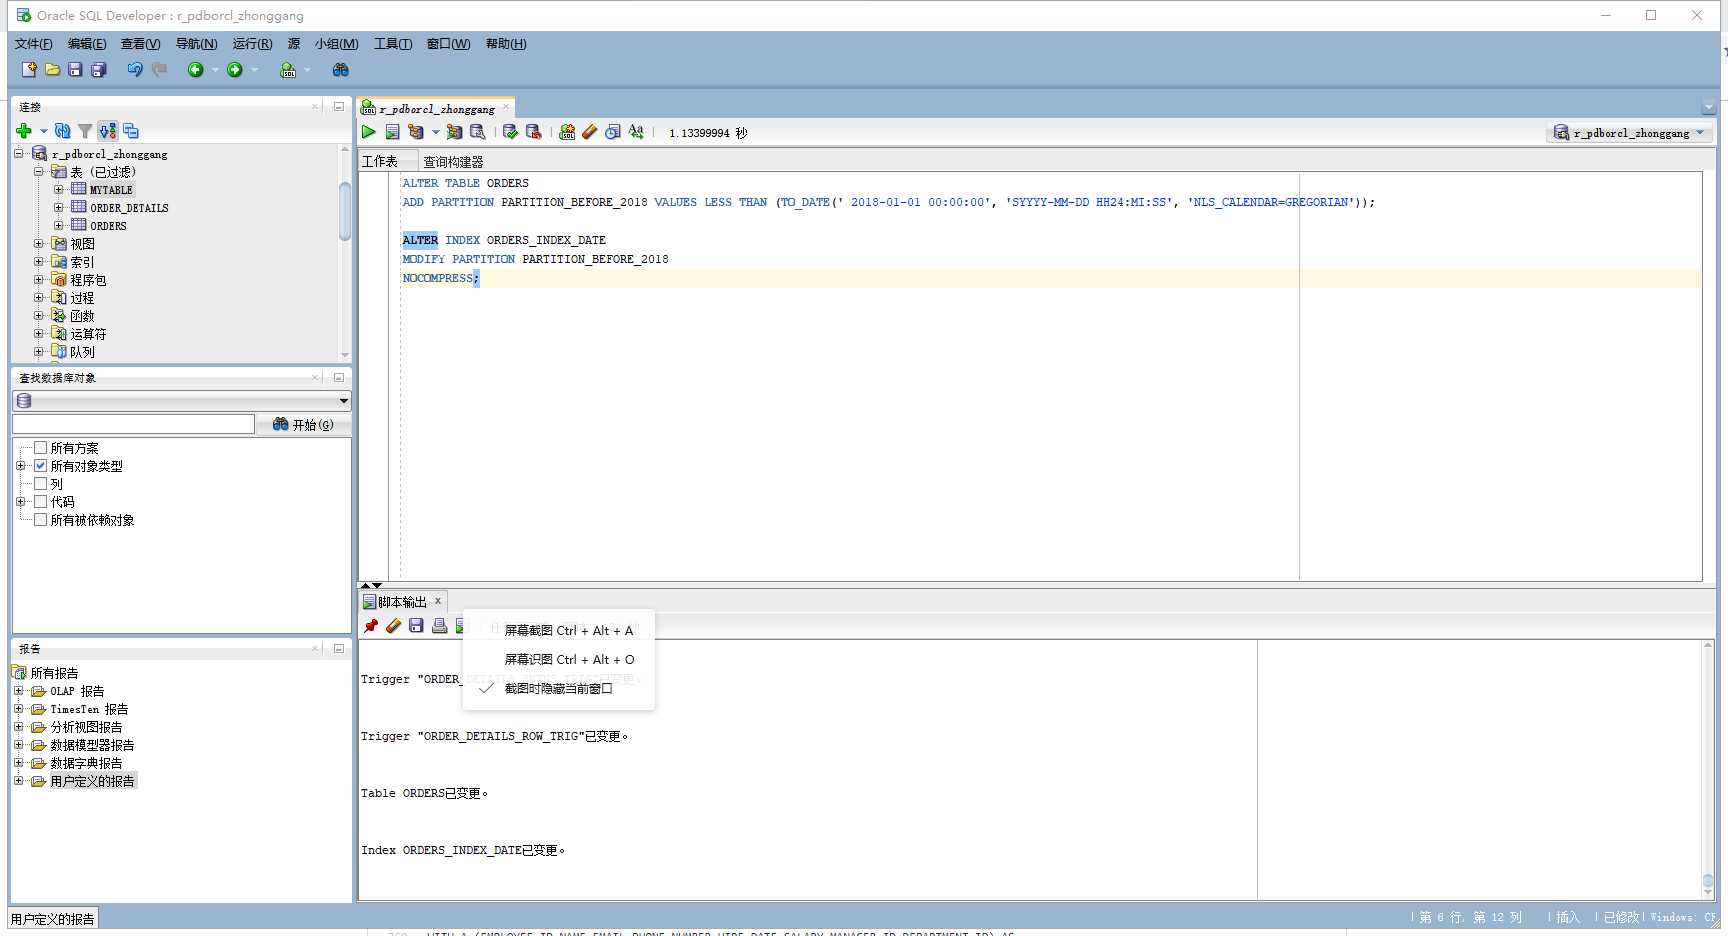 Oracle SQL Developer : r_pdborcl_zhonggang
文件(F) 编辑(E) 查看(V) 导航(N) 运行(R) 源 小组(M) 工具(T) 窗口(W) 帮助(H)
连接
r_pdborcl_zhonggang
表 (已过滤)
MYTABLE
ORDER_DETAILS
ORDERS
视图
索引
程序包
过程
函数
运算符
队列
查找数据库对象
开始(G)
所有方案
所有对象类型
列
代码
所有被依赖对象
报告
所有报告
OLAP 报告
TimesTen 报告
分析视图报告
数据模型器报告
数据字典报告
用户定义的报告
用户定义的报告
r_pdborcl_zhonggang
1.13399994 秒
r_pdborcl_zhonggang
工作表 查询构建器
ALTER TABLE ORDERS
ADD PARTITION PARTITION_BEFORE_2018 VALUES LESS THAN (TO_DATE(' 2018-01-01 00:00:00', 'SYYYY-MM-DD HH24:MI:SS', 'NLS_CALENDAR=GREGORIAN'));
ALTER INDEX ORDERS_INDEX_DATE
MODIFY PARTITION PARTITION_BEFORE_2018
NOCOMPRESS;
脚本输出
屏幕截图 Ctrl + Alt + A
屏幕识图 Ctrl + Alt + O
截图时隐藏当前窗口
Trigger "ORDER_
已变更。
Trigger "ORDER_DETAILS_ROW_TRIG"已变更。
Table ORDERS已变更。
Index ORDERS_INDEX_DATE已变更。
第 6 行, 第 12 列 插入 已修改 Windows: CF